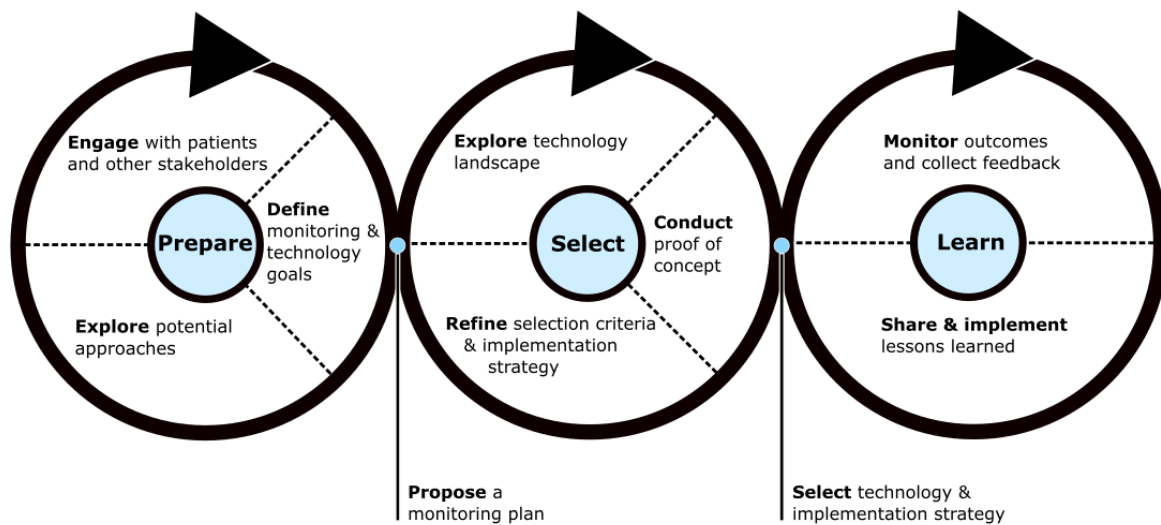 Engage with patients
and other stakeholders
Define
monitoring &
technology
goals
Prepare
Explore potential
approaches
Explore technology
landscape
Conduct
proof of
concept
Select
Refine selection criteria
& implementation
strategy
Monitor outcomes
and collect feedback
Learn
Share & implement
lessons learned
Propose a
monitoring plan
Select technology &
implementation strategy